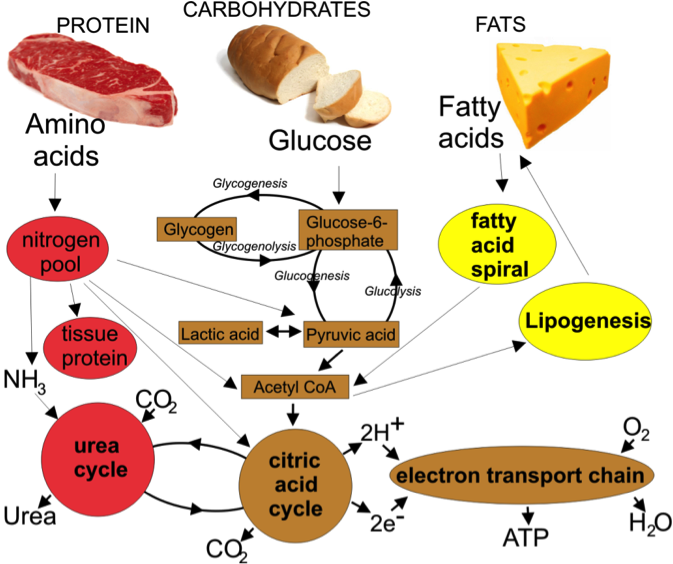 PROTEIN
CARBOHYDRATES
FATS
Amino
acids
Glucose
Fatty
acids
Glycogenesis
Glycogen
Glucose-6-
phosphate
Glycogenolysis
nitrogen
pool
fatty
acid
spiral
Glucogenesis
Glucolysis
Lipogenesis
tissue
protein
Lactic acid
Pyruvic acid
NH₃
Acetyl CoA
CO₂
urea
cycle
citric
acid
cycle
2H⁺
2e⁻
electron transport chain
O₂
Urea
CO₂
ATP
H₂O